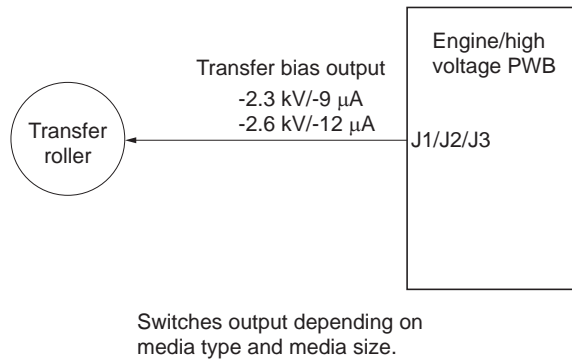 Engine/high
voltage PWB
Transfer bias output
-2.3 kV/-9 μA
-2.6 kV/-12 μA
Transfer
roller
J1/J2/J3
Switches output depending on
media type and media size.